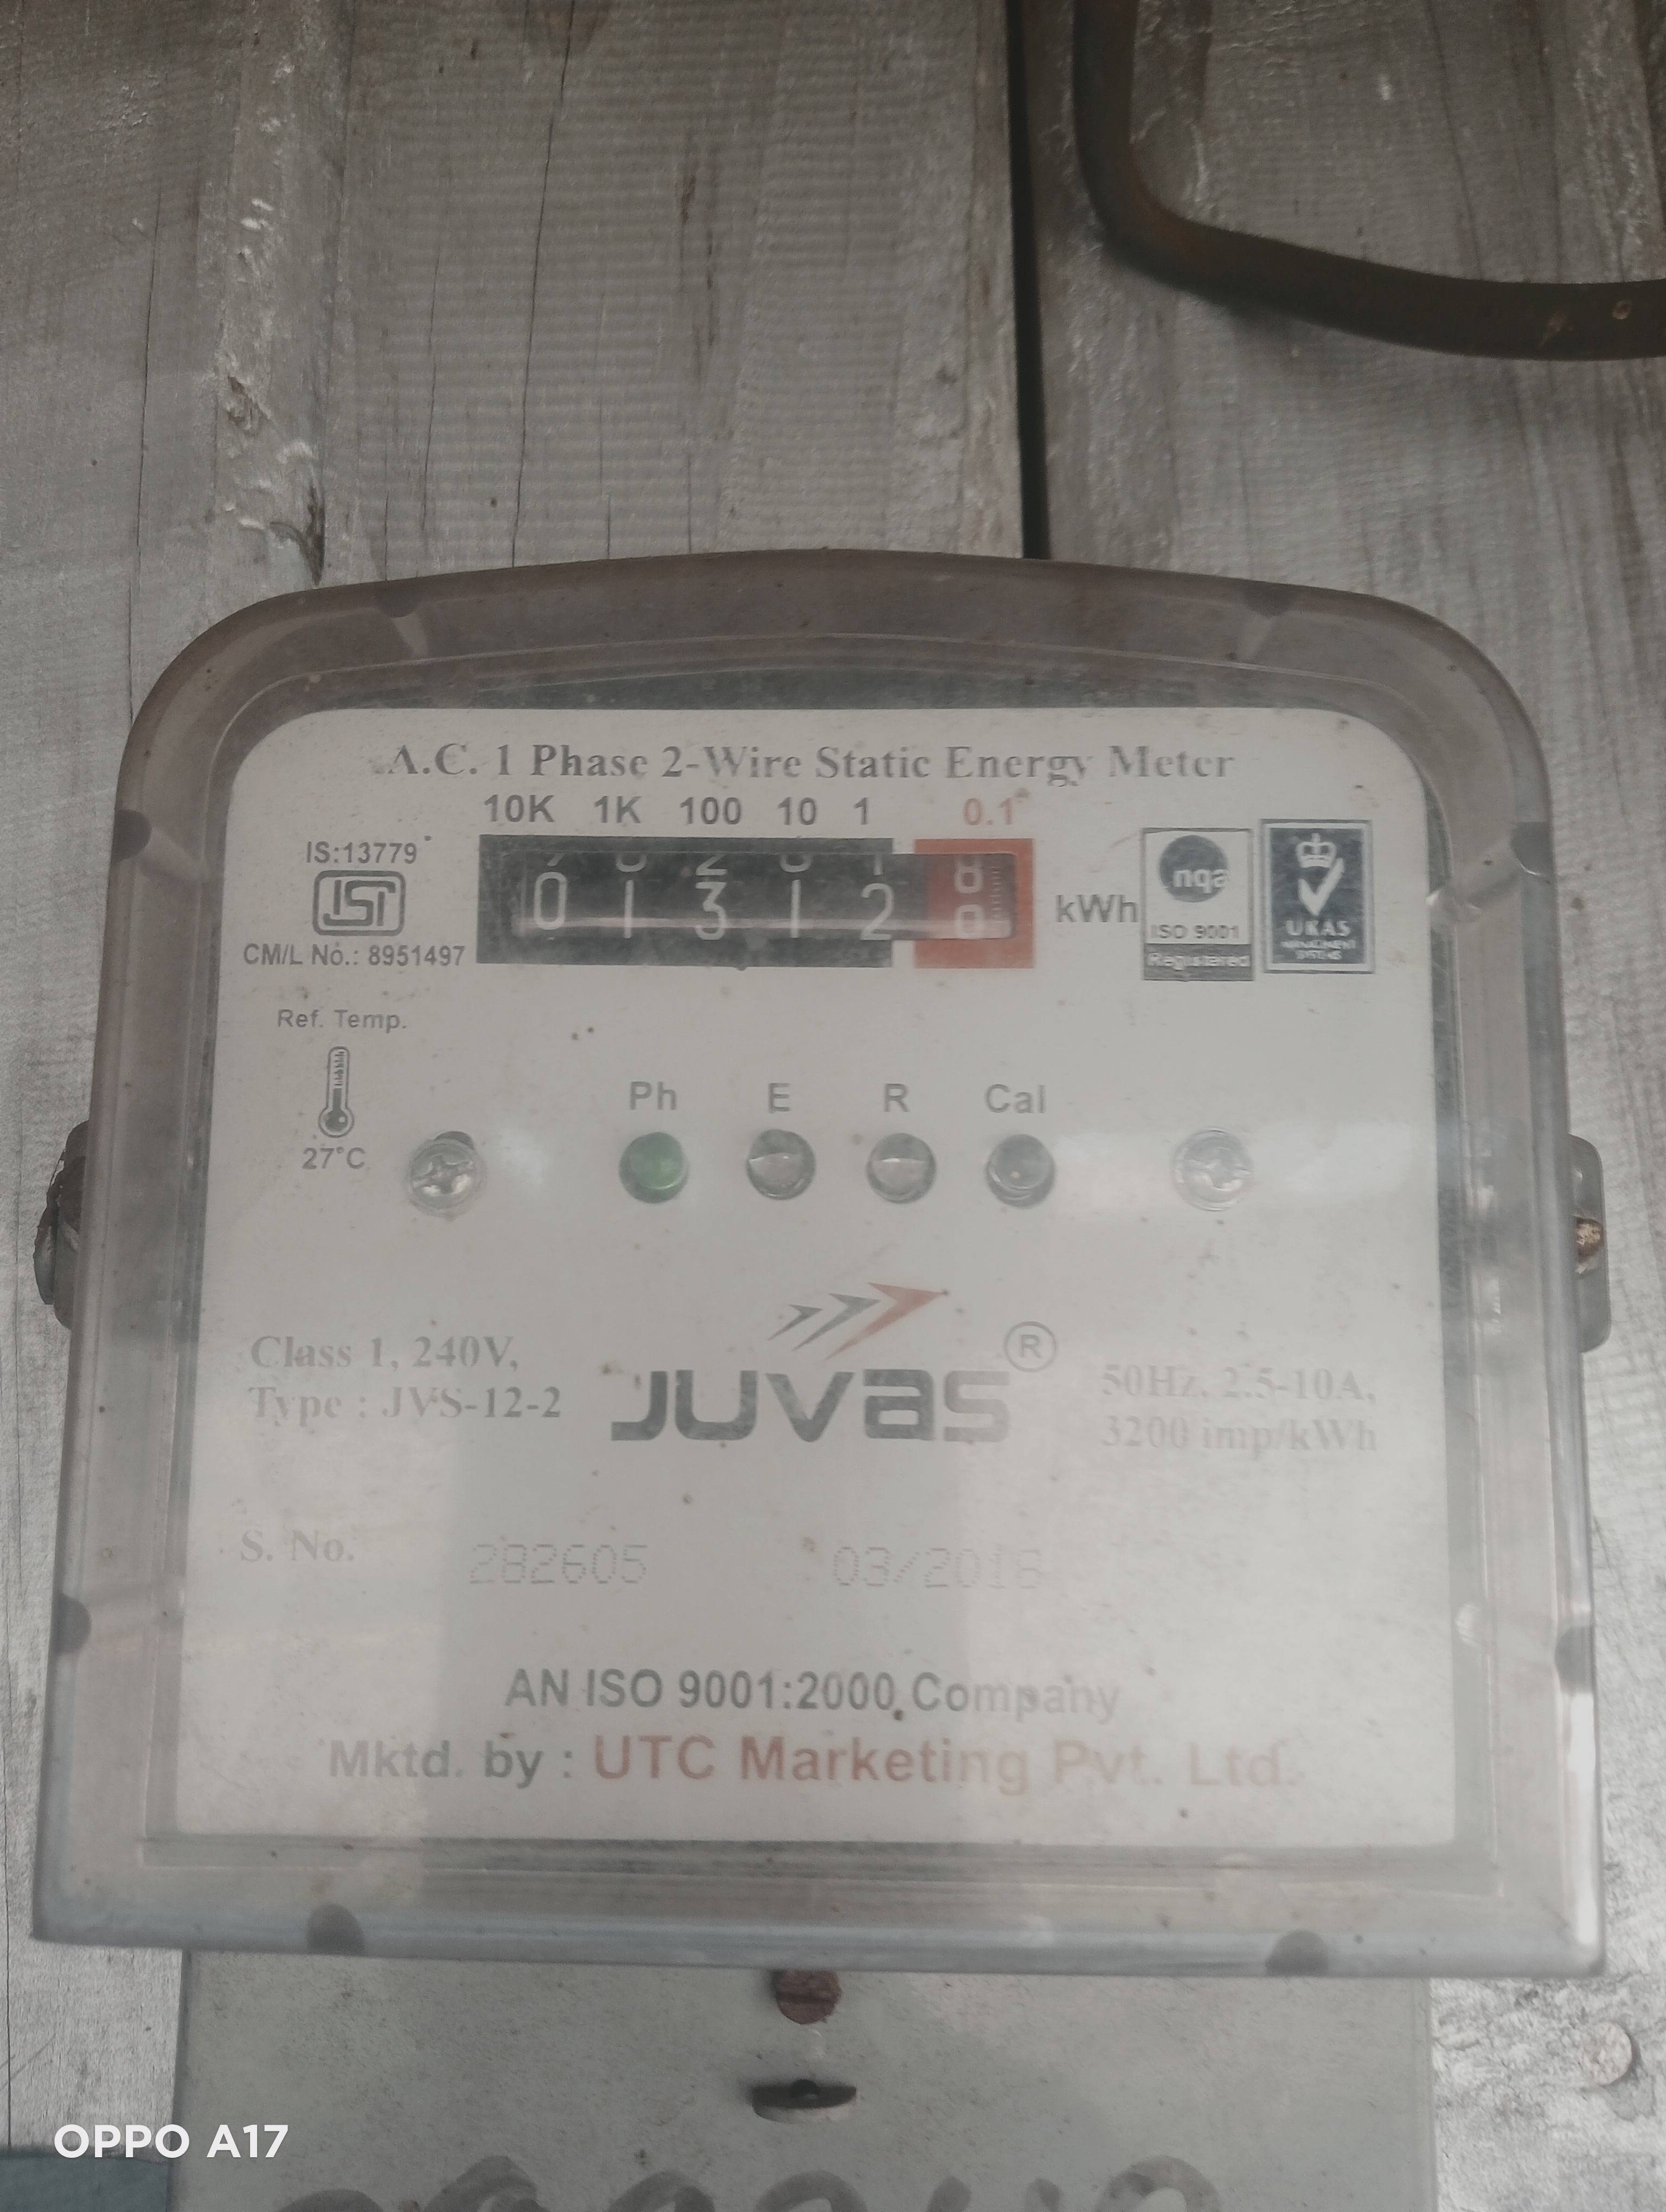 A.C. 1 Phase 2-Wire Static Energy Meter
10K 1K 100 10 1 0.1
IS:13779
ISI
CM/L No.: 8951497
0 1 3 1 2
kWh
nqa
ISO 9001
Registered
UKAS
MANAGEMENT
SYSTEMS
Ref. Temp.
27°C
Ph E R Cal
Class 1, 240V,
Type : JVS-12-2
JUVAS®
50Hz, 2.5-10A,
3200 imp/kWh
S. No. 282605 03/2018
AN ISO 9001:2000 Company
Mktd. by : UTC Marketing Pvt. Ltd.
OPPO A17